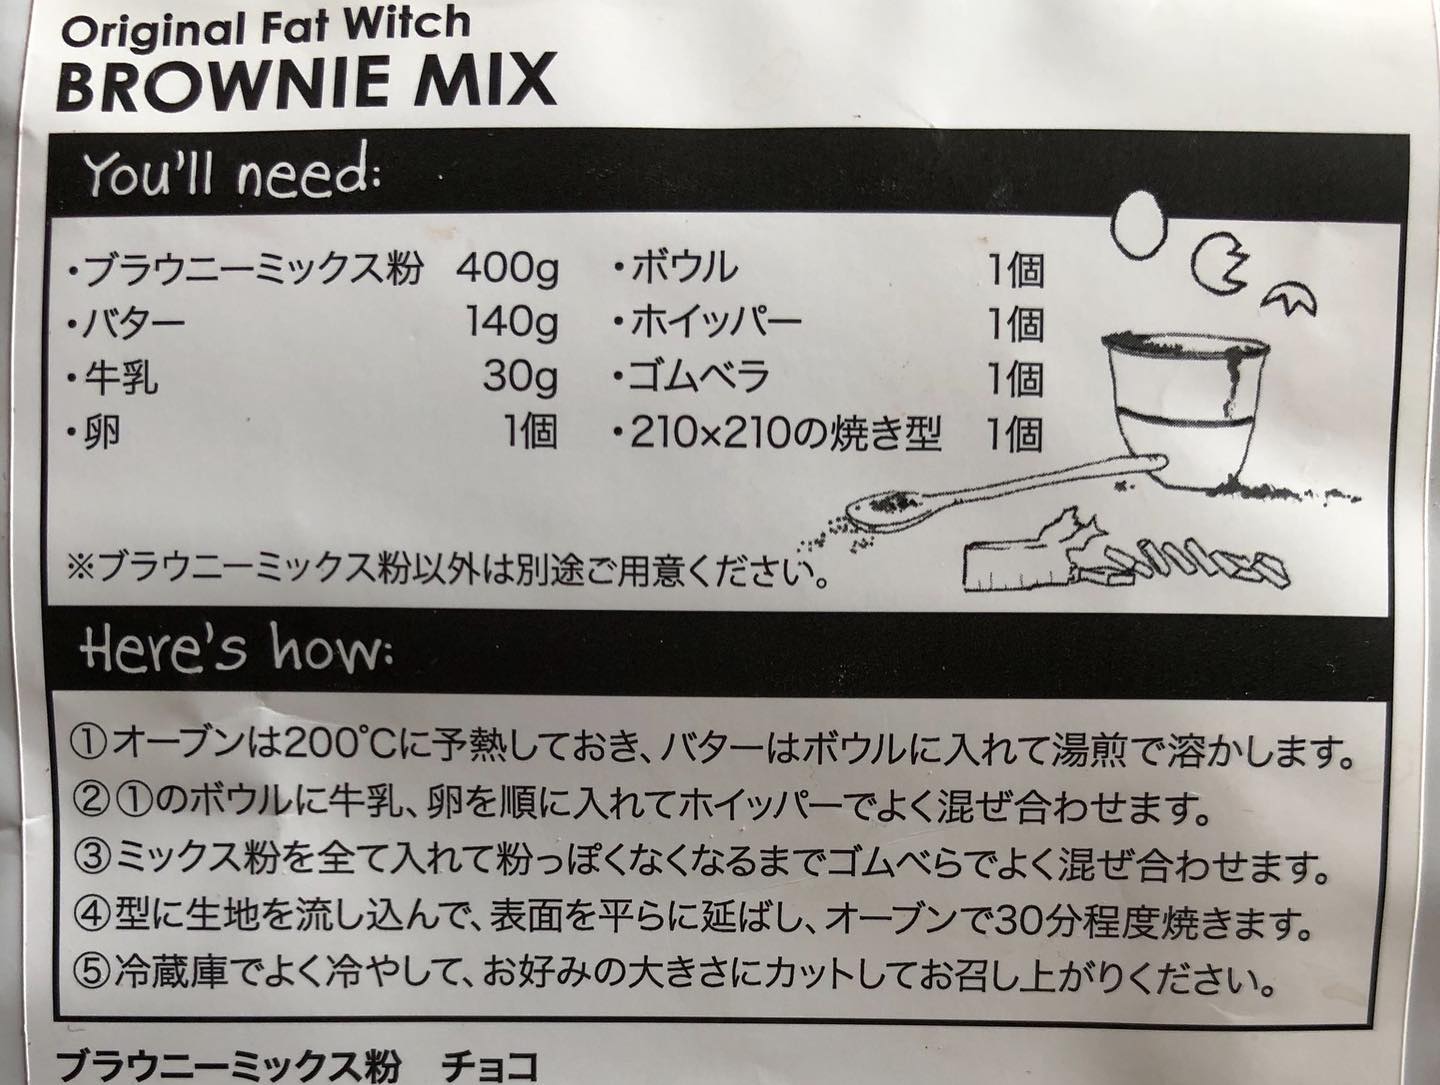 Original Fat Witch
BROWNIE MIX
You'll need:
・ブラウニーミックス粉 400g
・バター 140g
・牛乳 30g
・卵 1個
・ボウル 1個
・ホイッパー 1個
・ゴムベラ 1個
・210×210の焼き型 1個
※ブラウニーミックス粉以外は別途ご用意ください。
Here's how:
①オーブンは200℃に予熱しておき、バターはボウルに入れて湯煎で溶かします。
②①のボウルに牛乳、卵を順に入れてホイッパーでよく混ぜ合わせます。
③ミックス粉を全て入れて粉っぽくなくなるまでゴムべらでよく混ぜ合わせます。
④型に生地を流し込んで、表面を平らに延ばし、オーブンで30分程度焼きます。
⑤冷蔵庫でよく冷やして、お好みの大きさにカットしてお召し上がりください。
ブラウニーミックス粉 チョコ